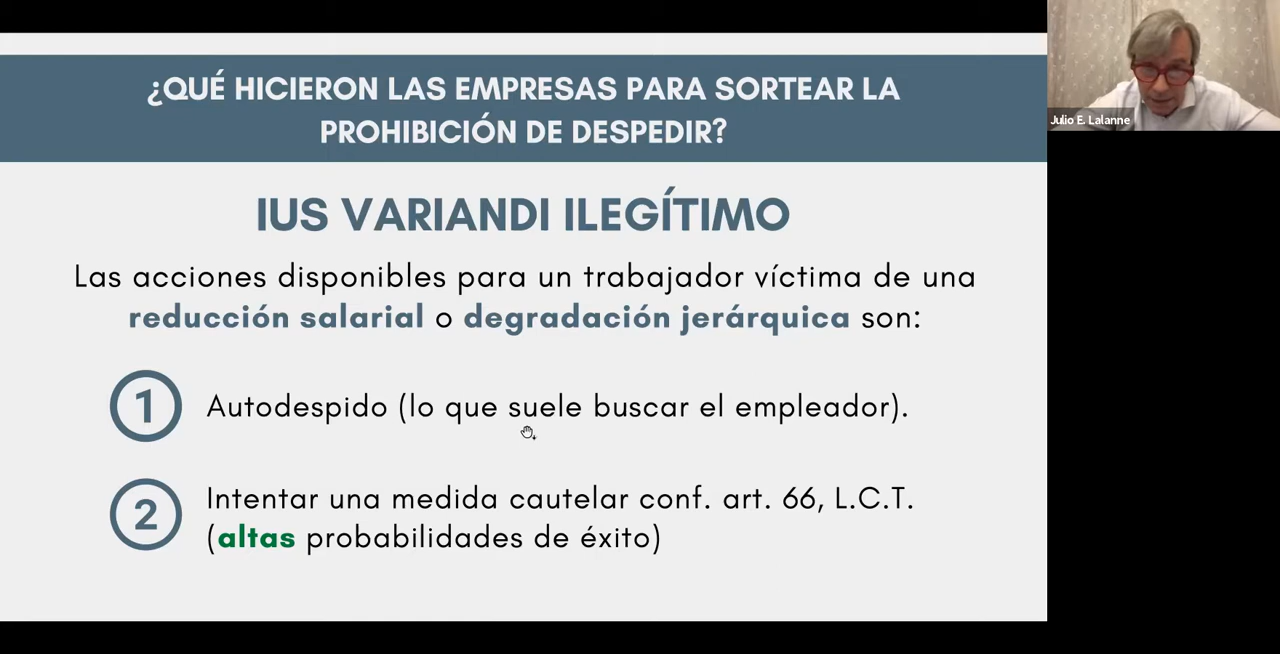 ¿QUÉ HICIERON LAS EMPRESAS PARA SORTEAR LA
PROHIBICIÓN DE DESPEDIR?
Julio E. Lalanne
IUS VARIANDI ILEGÍTIMO
Las acciones disponibles para un trabajador víctima de una
reducción salarial o degradación jerárquica son:
1 Autodespido (lo que suele buscar el empleador).
2 Intentar una medida cautelar conf. art. 66, L.C.T.
(altas probabilidades de éxito)